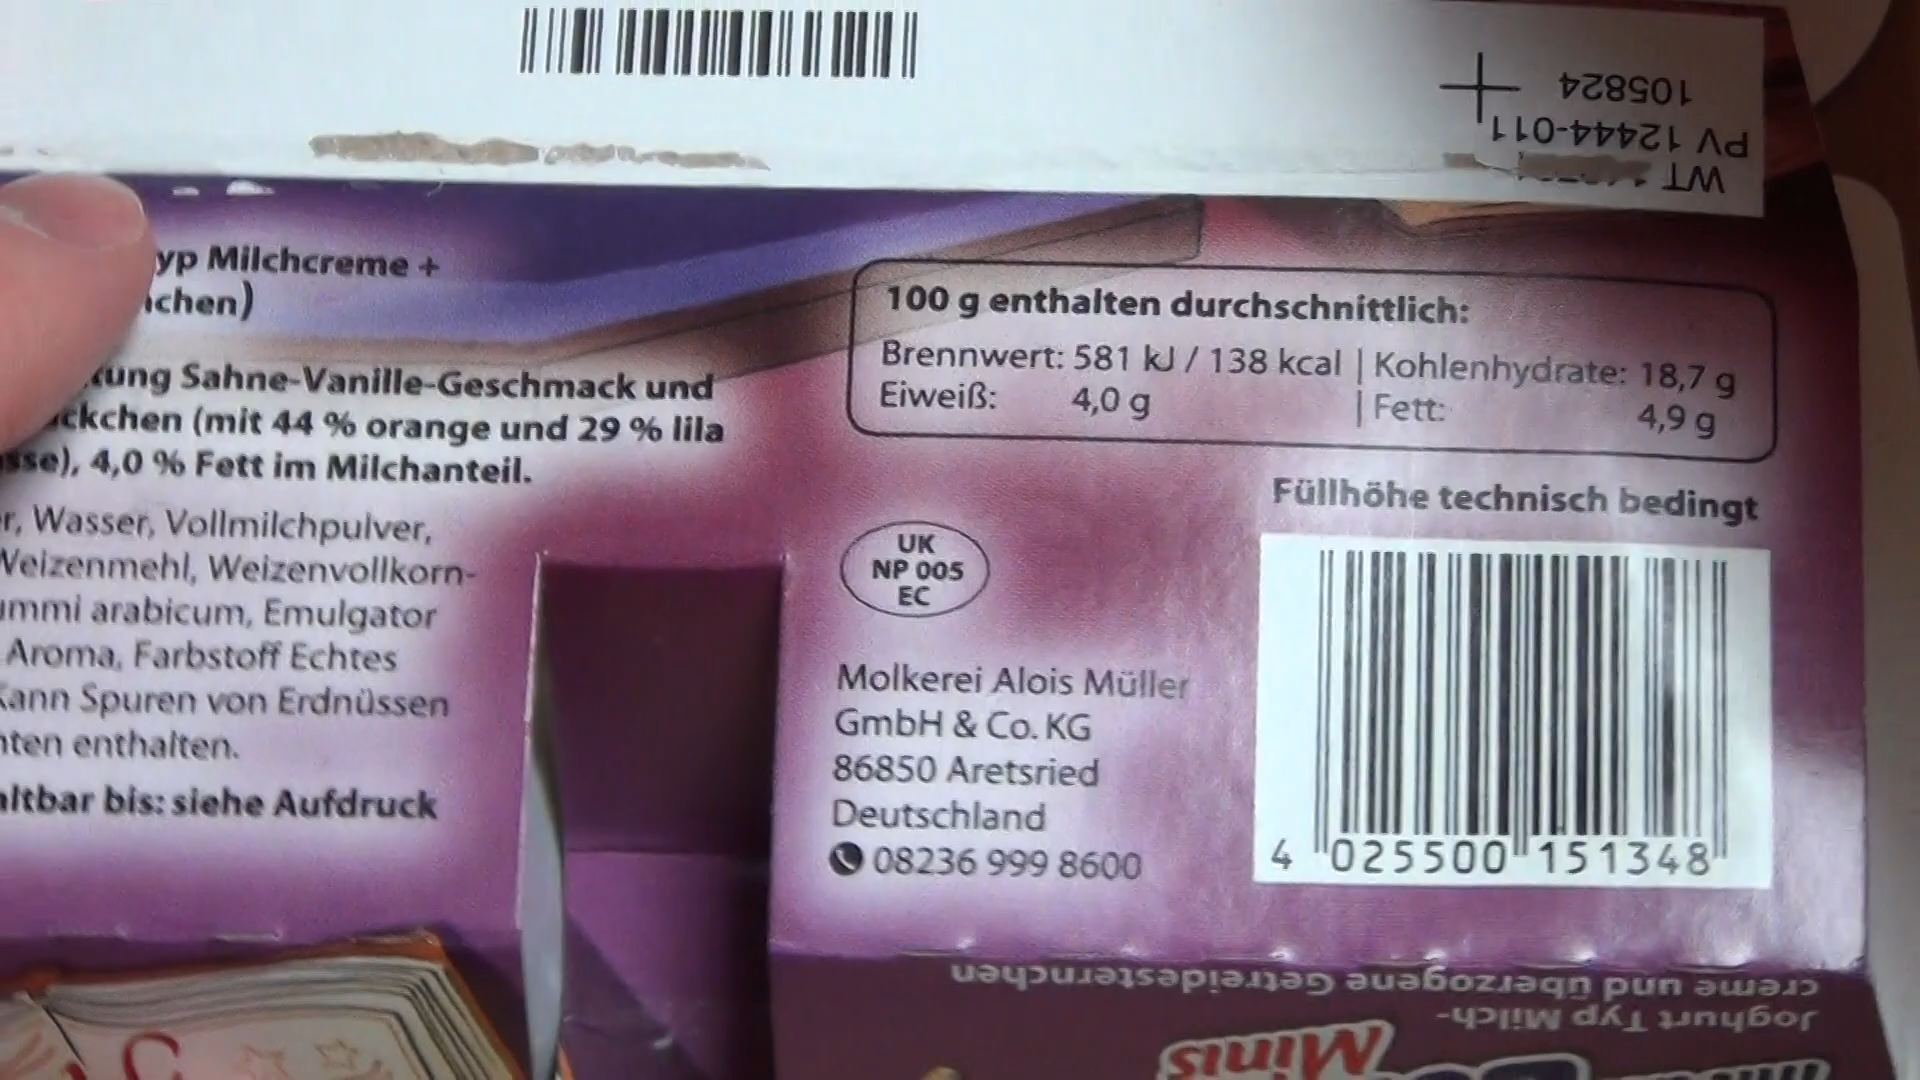 105824
PV 12444-011
WT
yp Milchcreme +
chen)
tung Sahne-Vanille-Geschmack und
ckchen (mit 44 % orange und 29 % lila
sse), 4,0 % Fett im Milchanteil.
r, Wasser, Vollmilchpulver,
Weizenmehl, Weizenvollkorn-
ummi arabicum, Emulgator
Aroma, Farbstoff Echtes
Kann Spuren von Erdnüssen
nten enthalten.
altbar bis: siehe Aufdruck
100 g enthalten durchschnittlich:
Brennwert: 581 kJ / 138 kcal | Kohlenhydrate: 18,7 g
Eiweiß: 4,0 g | Fett: 4,9 g
Füllhöhe technisch bedingt
UK
NP 005
EC
Molkerei Alois Müller
GmbH & Co. KG
86850 Aretsried
Deutschland
08236 999 8600
4 025500 151348
Minis
Joghurt Typ Milch-
creme und überzogene Getreidesternchen